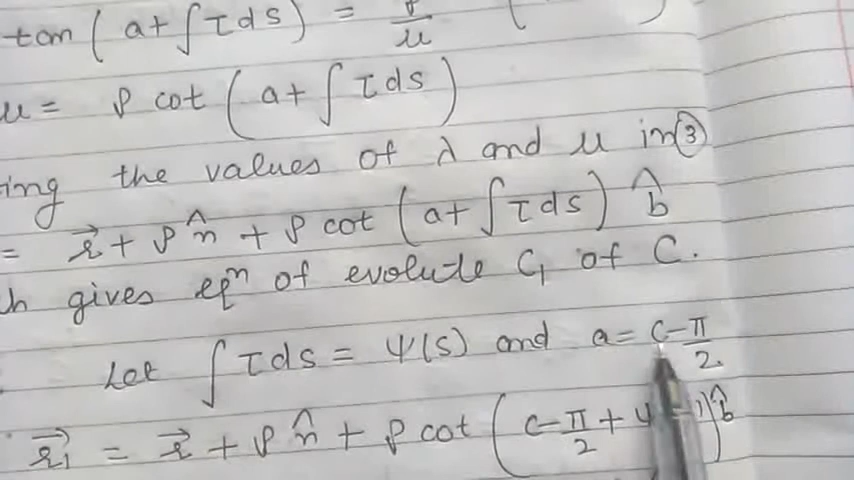 tan ( a + ∫ τ ds ) = ρ/μ
μ = ρ cot ( a + ∫ τ ds )
ing the values of λ and μ in ③
= r⃗ + ρ n̂ + ρ cot ( a + ∫ τ ds ) b̂
h gives eqⁿ of evolute C₁ of C.
Let ∫ τ ds = ψ(s) and a = c - π/2.
r⃗₁ = r⃗ + ρ n̂ + ρ cot ( c - π/2 + ψ ) b̂